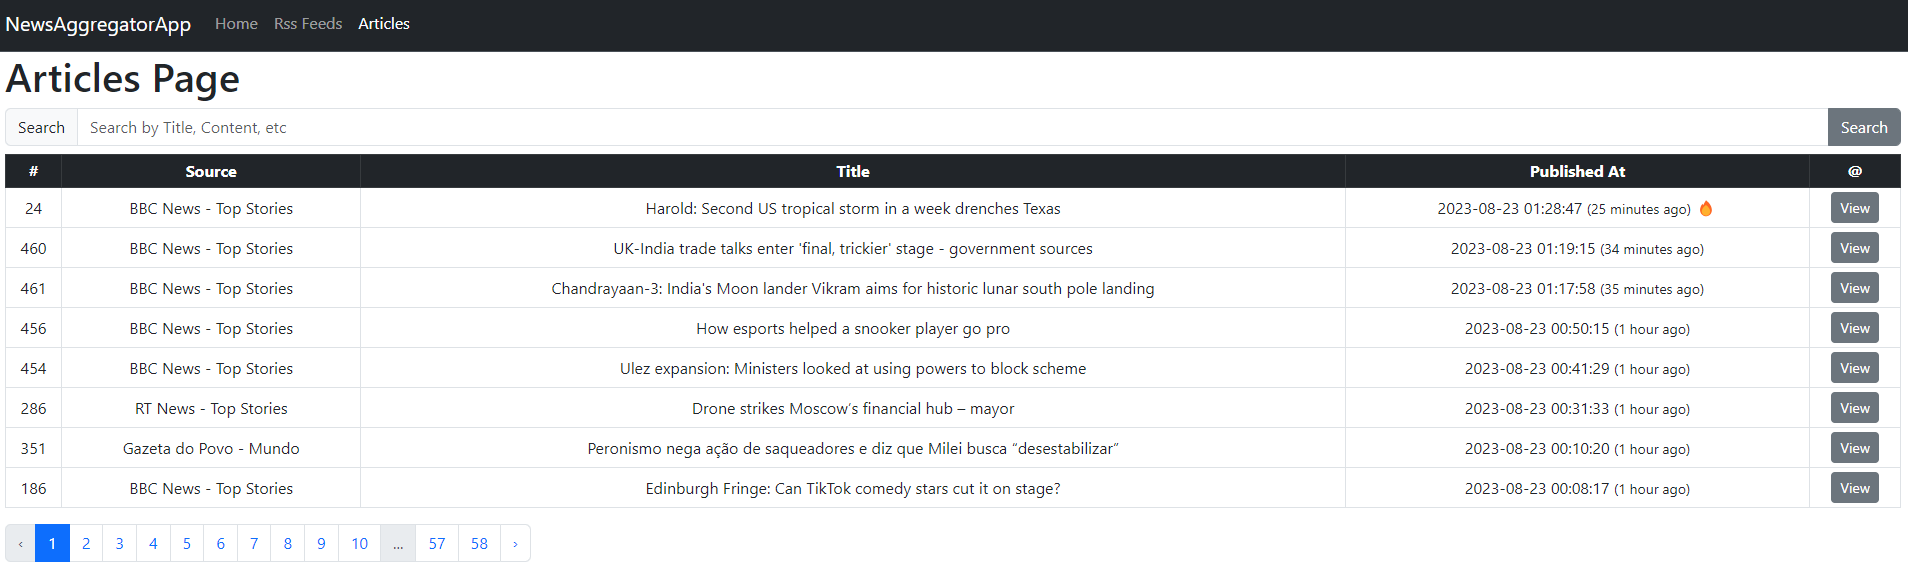 NewsAggregatorApp Home Rss Feeds Articles
Articles Page
Search Search by Title, Content, etc Search
# Source Title Published At @
24 BBC News - Top Stories Harold: Second US tropical storm in a week drenches Texas 2023-08-23 01:28:47 (25 minutes ago) 🔥 View
460 BBC News - Top Stories UK-India trade talks enter 'final, trickier' stage - government sources 2023-08-23 01:19:15 (34 minutes ago) View
461 BBC News - Top Stories Chandrayaan-3: India's Moon lander Vikram aims for historic lunar south pole landing 2023-08-23 01:17:58 (35 minutes ago) View
456 BBC News - Top Stories How esports helped a snooker player go pro 2023-08-23 00:50:15 (1 hour ago) View
454 BBC News - Top Stories Ulez expansion: Ministers looked at using powers to block scheme 2023-08-23 00:41:29 (1 hour ago) View
286 RT News - Top Stories Drone strikes Moscow’s financial hub – mayor 2023-08-23 00:31:33 (1 hour ago) View
351 Gazeta do Povo - Mundo Peronismo nega ação de saqueadores e diz que Milei busca “desestabilizar” 2023-08-23 00:10:20 (1 hour ago) View
186 BBC News - Top Stories Edinburgh Fringe: Can TikTok comedy stars cut it on stage? 2023-08-23 00:08:17 (1 hour ago) View
‹ 1 2 3 4 5 6 7 8 9 10 ... 57 58 ›